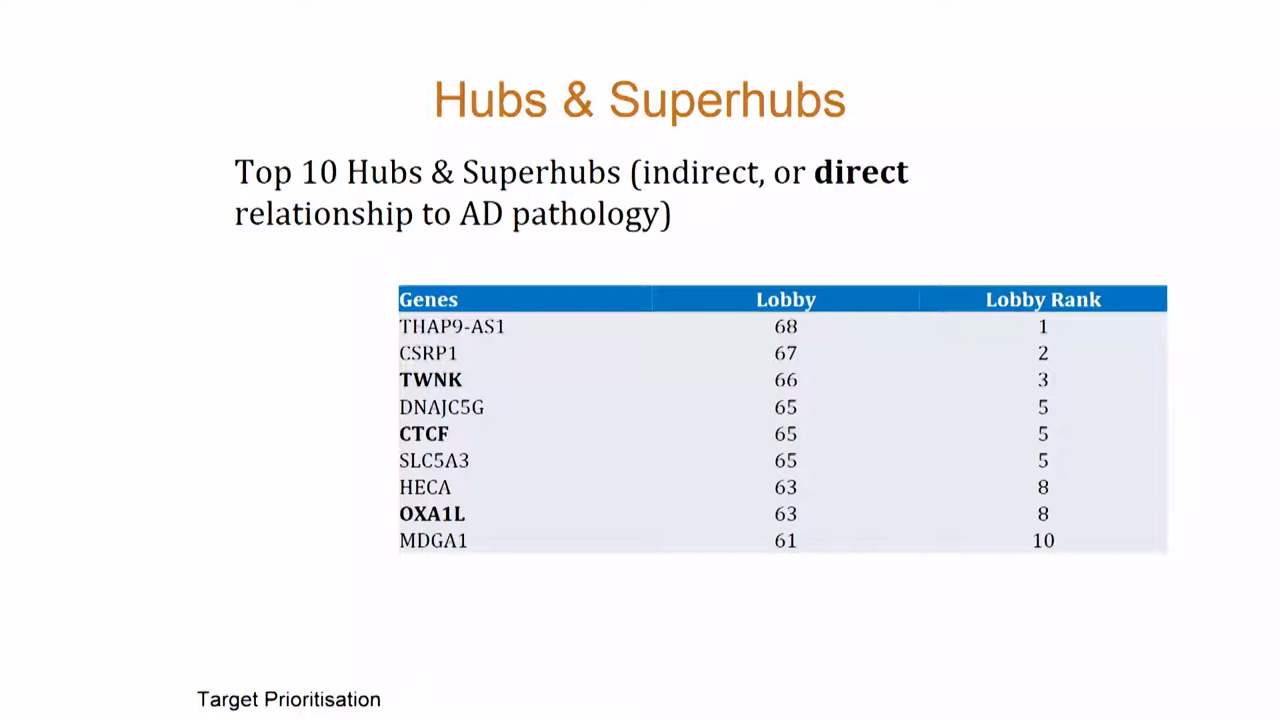 Hubs & Superhubs
Top 10 Hubs & Superhubs (indirect, or direct
relationship to AD pathology)
Genes Lobby Lobby Rank
THAP9-AS1 68 1
CSRP1 67 2
TWNK 66 3
DNAJC5G 65 5
CTCF 65 5
SLC5A3 65 5
HECA 63 8
OXA1L 63 8
MDGA1 61 10
Target Prioritisation